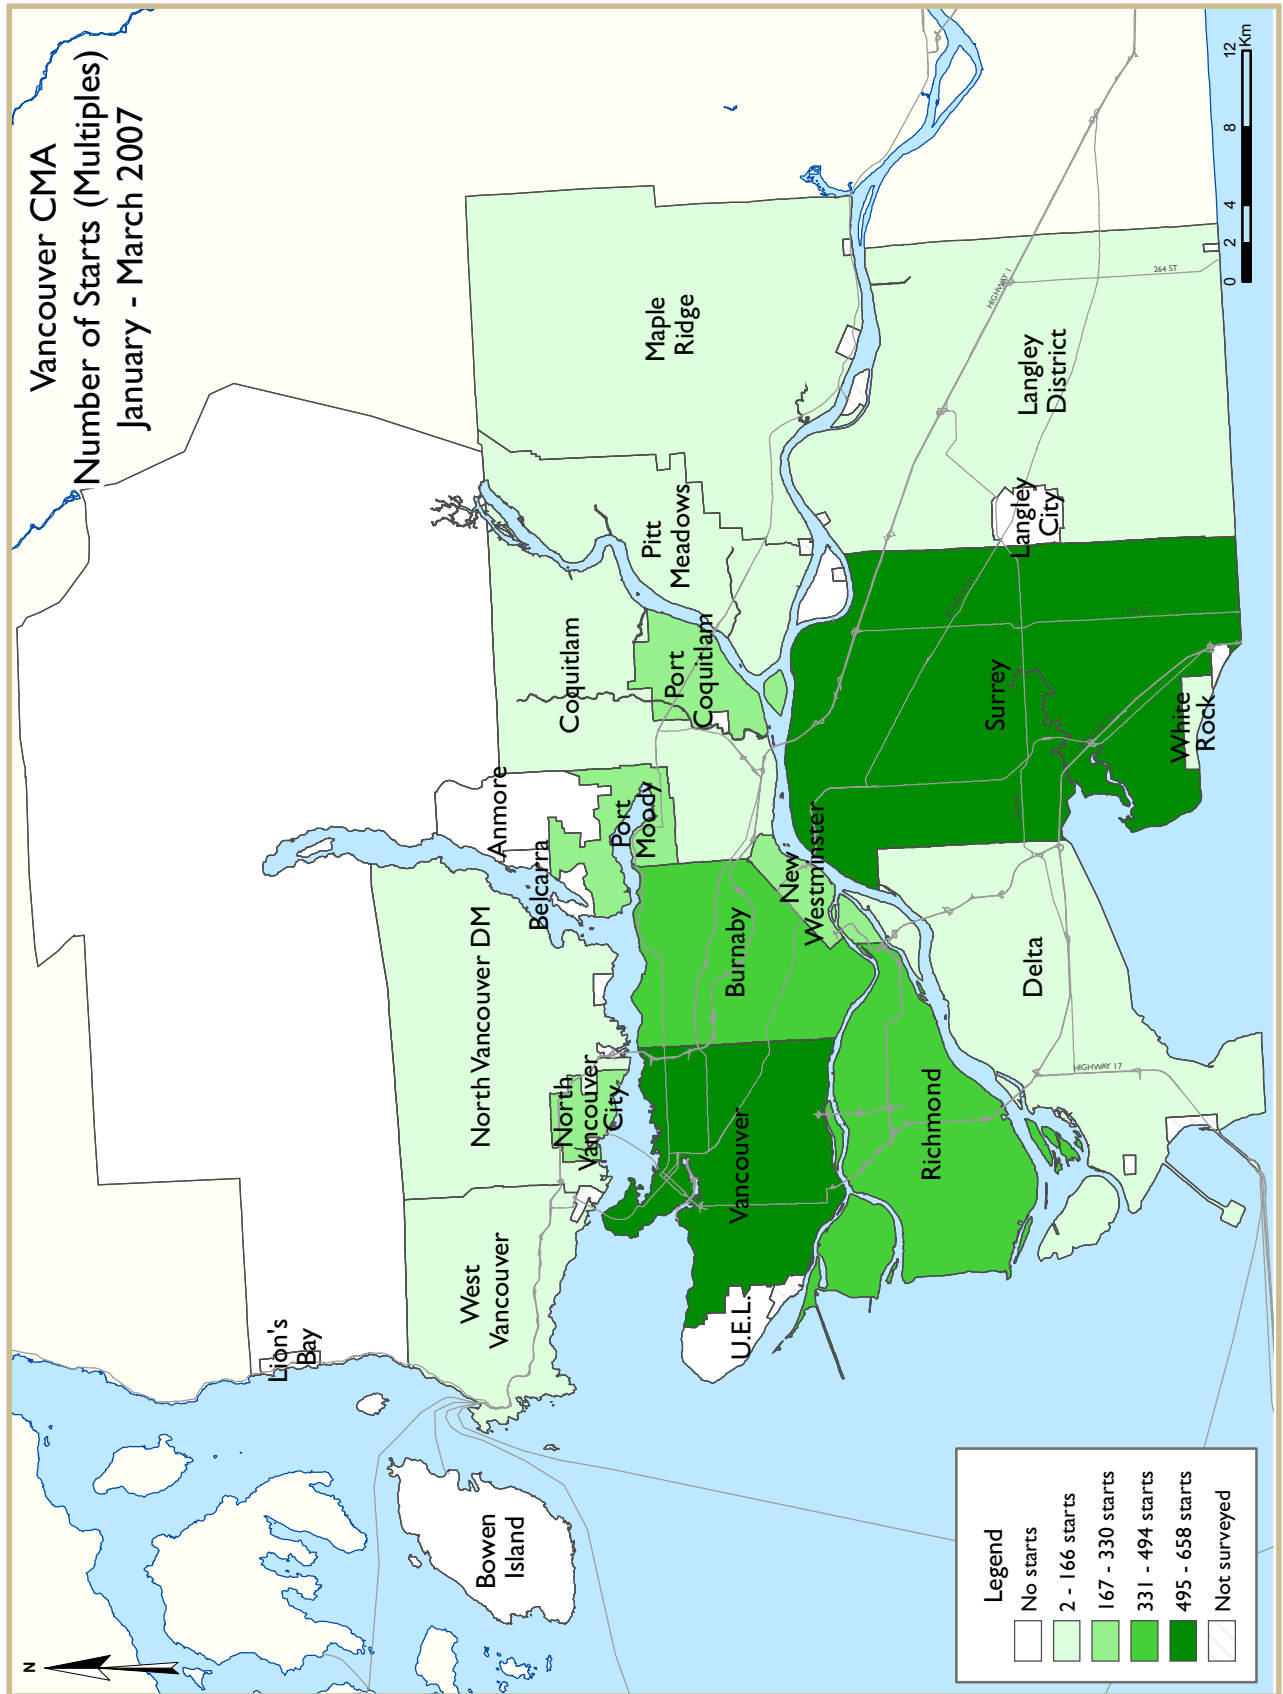 Vancouver CMA
Number of Starts (Multiples)
January - March 2007
N
Lion's
Bay
Bowen
Island
West
Vancouver
North Vancouver DM
North
Vancouver
City
Belcarra
Anmore
Port
Moody
Coquitlam
Port
Coquitlam
Pitt
Meadows
Maple
Ridge
U.E.L.
Vancouver
Burnaby
New
Westminster
Richmond
Delta
Surrey
White
Rock
Langley
City
Langley
District
HIGHWAY 1
264 ST
HIGHWAY 17
Legend
No starts
2 - 166 starts
167 - 330 starts
331 - 494 starts
495 - 658 starts
Not surveyed
0 2 4 8 12
Km